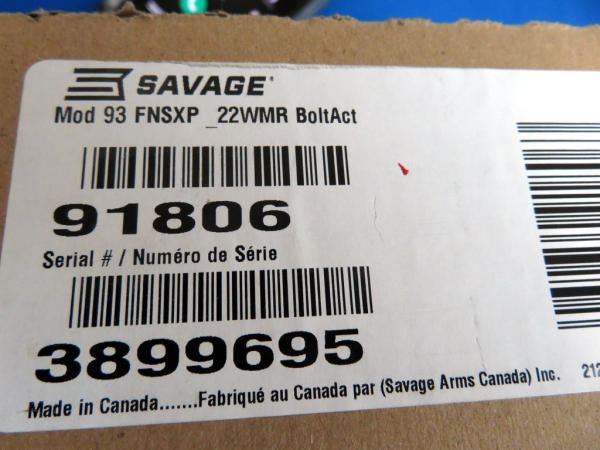 SAVAGE
Mod 93 FNSXP _22WMR BoltAct
91806
Serial # / Numéro de Série
3899695
Made in Canada.......Fabriqué au Canada par (Savage Arms Canada) Inc.
212